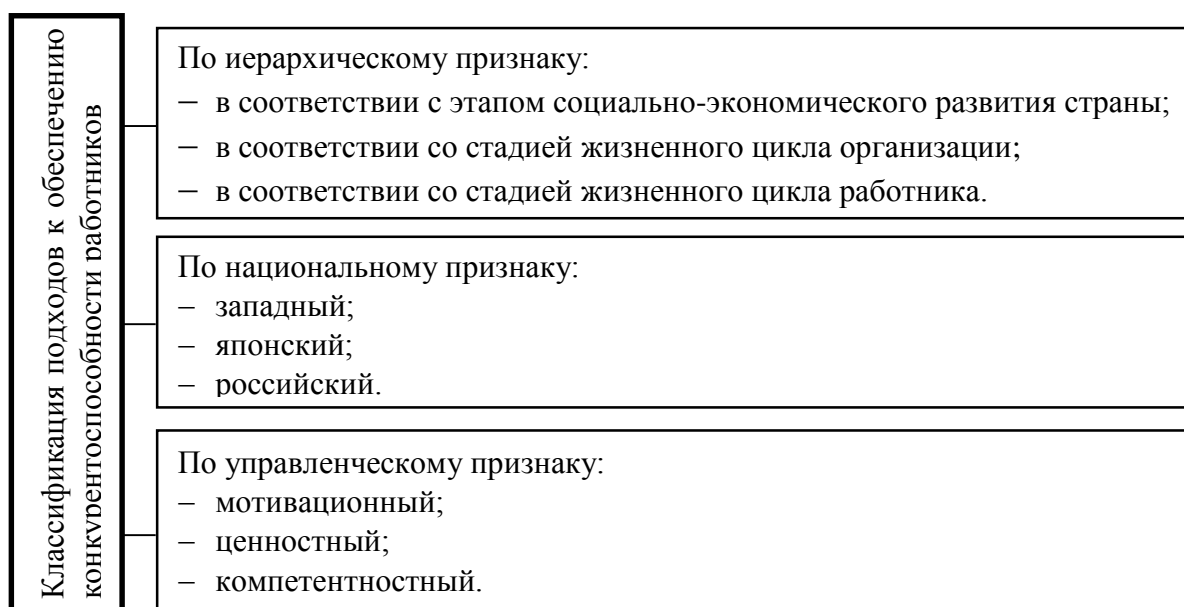 Классификация подходов к обеспечению
конкурентоспособности работников
По иерархическому признаку:
− в соответствии с этапом социально-экономического развития страны;
− в соответствии со стадией жизненного цикла организации;
− в соответствии со стадией жизненного цикла работника.
По национальному признаку:
− западный;
− японский;
− российский.
По управленческому признаку:
− мотивационный;
− ценностный;
− компетентностный.